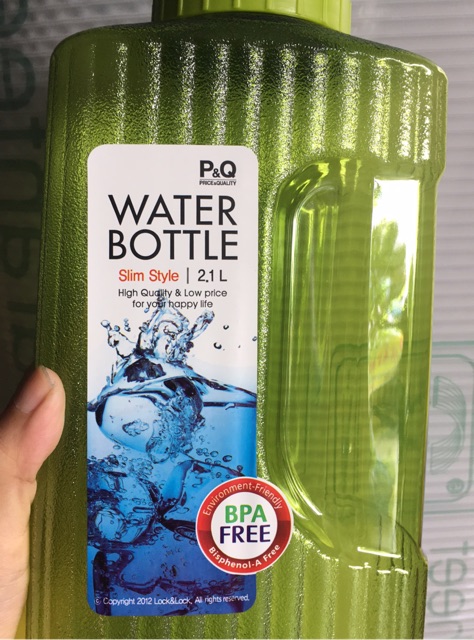 P&Q
PRICE&QUALITY
WATER
BOTTLE
Slim Style | 2.1 L
High Quality & Low price
for your happy life
Environment-Friendly
BPA
FREE
Bisphenol-A Free
Copyright 2012 Lock&Lock. All rights reserved.